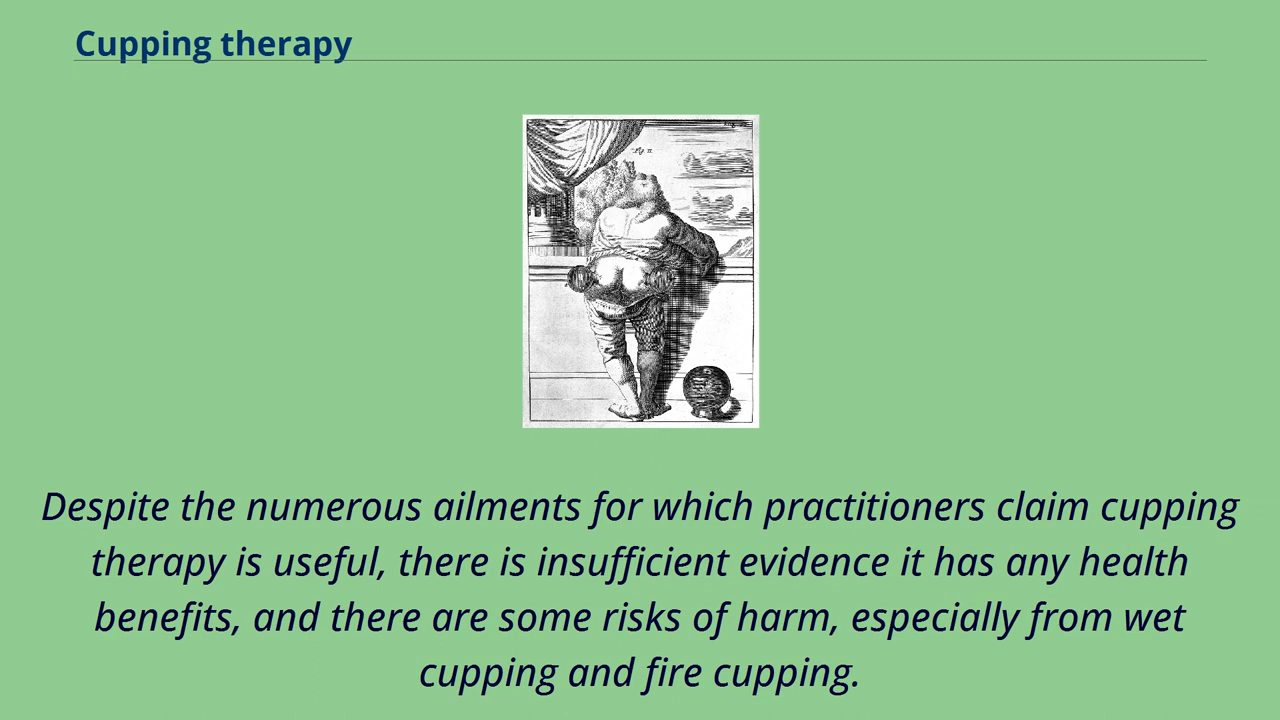 Cupping therapy
Despite the numerous ailments for which practitioners claim cupping
therapy is useful, there is insufficient evidence it has any health
benefits, and there are some risks of harm, especially from wet
cupping and fire cupping.